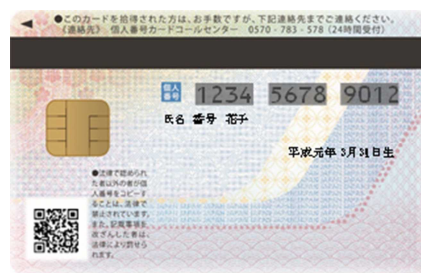 ●このカードを拾得された方は、お手数ですが、下記連絡先までご連絡ください。
《連絡先》 個人番号カードコールセンター 0570-783-578 (24時間受付)
個人番号 1234 5678 9012
氏名 番号 花子
平成元年 3月31日生
●法律で認められ
た者以外の者が個
人番号をコピーす
ることは、法律で
禁止されています。
また、記載事項を
改ざんした者は、
法律により罰せら
れます。